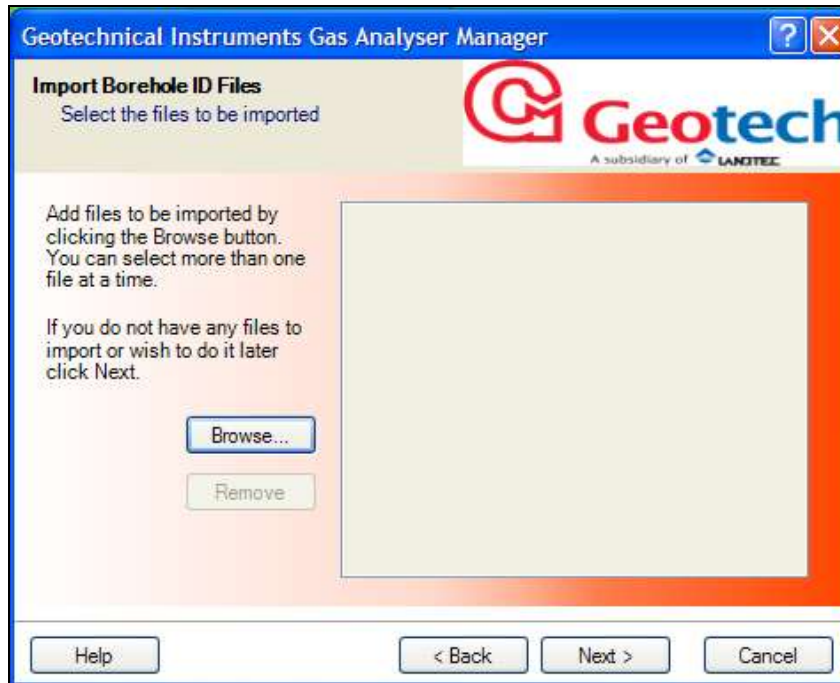 Geotechnical Instruments Gas Analyser Manager
?
Import Borehole ID Files
Select the files to be imported
Geotech
A subsidiary of LANDTEC
Add files to be imported by
clicking the Browse button.
You can select more than one
file at a time.
If you do not have any files to
import or wish to do it later
click Next.
Browse...
Remove
Help
< Back
Next >
Cancel